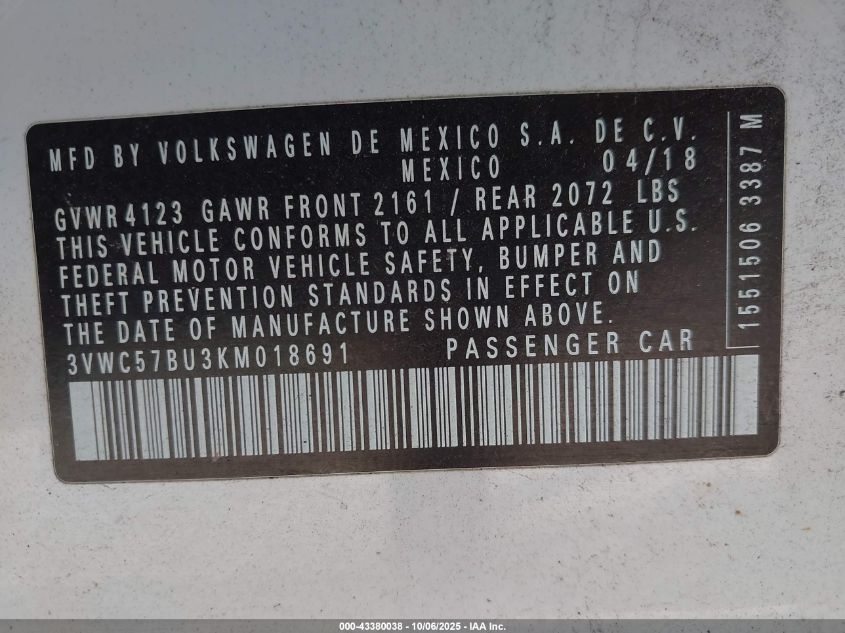 MFD BY VOLKSWAGEN DE MEXICO S.A. DE C.V.
MEXICO 04/18
GVWR 4123 GAWR FRONT 2161 / REAR 2072 LBS
THIS VEHICLE CONFORMS TO ALL APPLICABLE U.S.
FEDERAL MOTOR VEHICLE SAFETY, BUMPER AND
THEFT PREVENTION STANDARDS IN EFFECT ON
THE DATE OF MANUFACTURE SHOWN ABOVE.
3VWC57BU3KM018691 PASSENGER CAR
1551506 3387 M
000-43380038 - 10/06/2025 - IAA Inc.